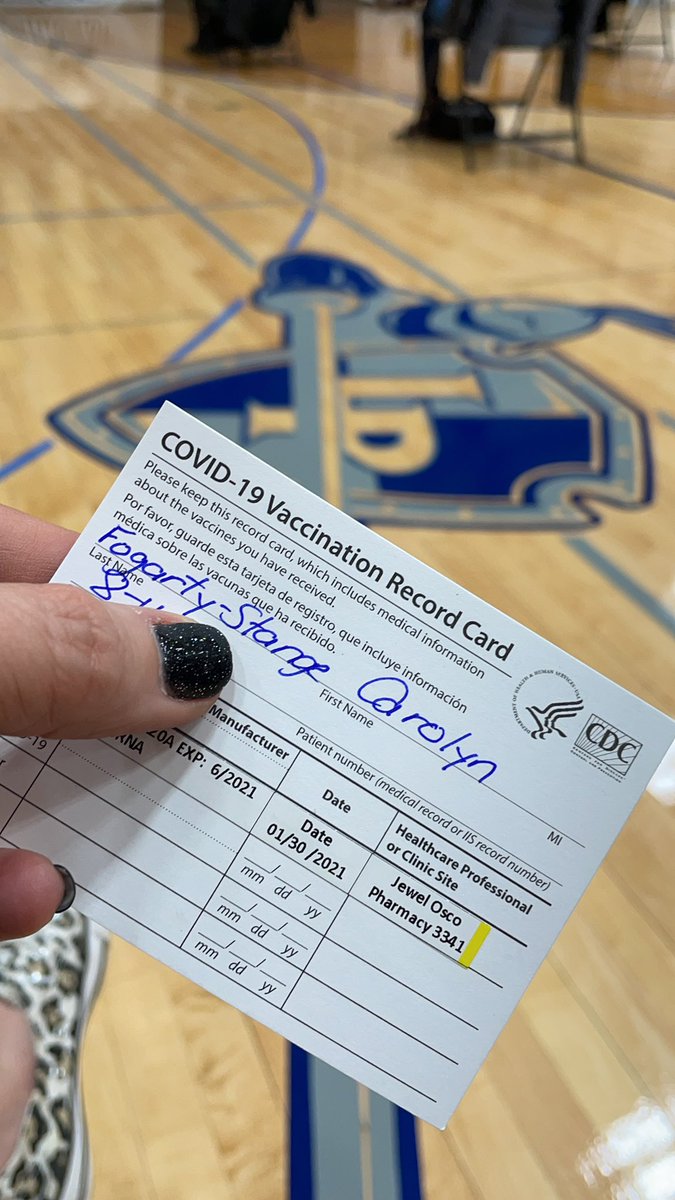 COVID-19 Vaccination Record Card
Please keep this record card, which includes medical information
about the vaccines you have received.
Por favor, guarde esta tarjeta de registro, que incluye información
médica sobre las vacunas que ha recibido.
Fogarty-Stange Carolyn
Last Name First Name MI
Patient number (medical record or IIS record number)
Manufacturer Date Healthcare Professional
or Clinic Site
20A EXP: 6/2021 Date Jewel Osco
RNA 01/30/2021 Pharmacy 3341
mm dd yy
mm dd yy
mm dd yy
CDC